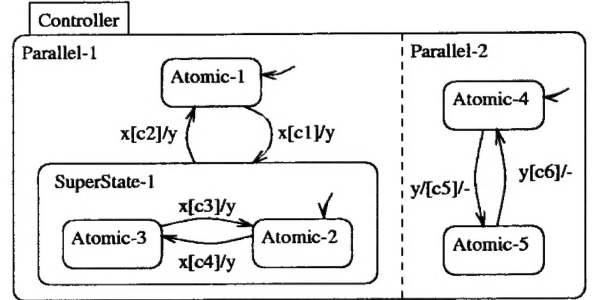 Controller
Parallel-1
Parallel-2
Atomic-1
Atomic-4
x[c2]/y
x[c1]/y
SuperState-1
y/[c5]/-
y[c6]/-
x[c3]/y
Atomic-3
Atomic-2
Atomic-5
x[c4]/y